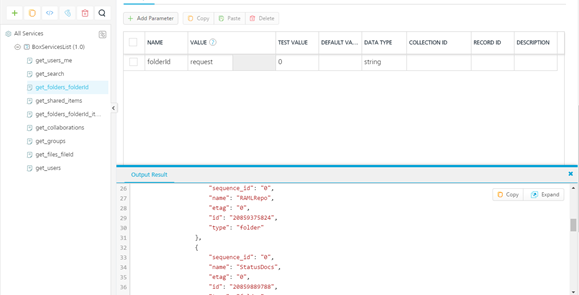 Add Parameter Copy Paste Delete
All Services
BoxServicesList (1.0)
get_users_me
get_search
get_folders_folderId
get_shared_items
get_folders_folderId_it...
get_collaborations
get_groups
get_files_fileId
get_users
NAME VALUE TEST VALUE DEFAULT VA... DATA TYPE COLLECTION ID RECORD ID DESCRIPTION
folderId request 0 string
Output Result
Copy Expand
26 "sequence_id": "0",
27 "name": "RAMLRepo",
28 "etag": "0",
29 "id": "20859375824",
30 "type": "folder"
31 },
32 {
33 "sequence_id": "0",
34 "name": "StatusDocs",
35 "etag": "0",
36 "id": "20859889788",